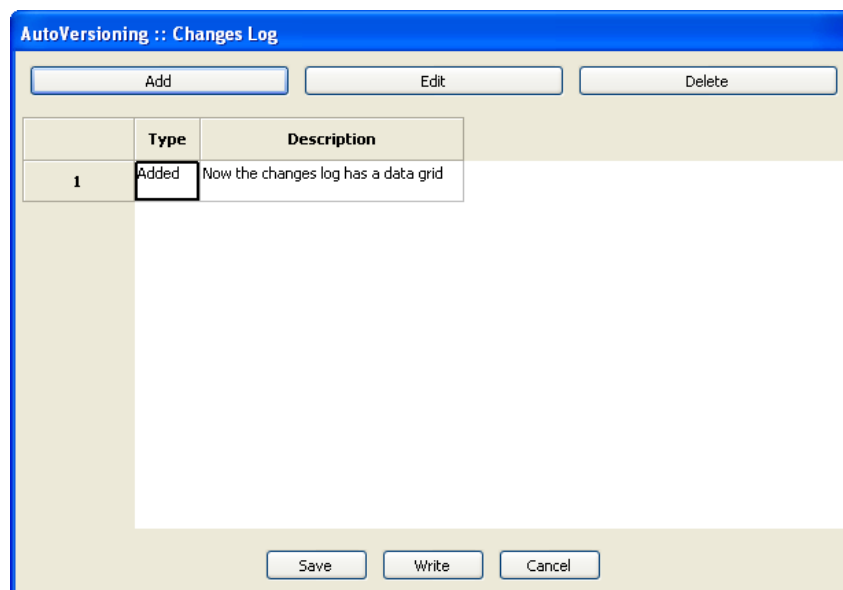 AutoVersioning :: Changes Log
Add Edit Delete
Type Description
1 Added Now the changes log has a data grid
Save Write Cancel